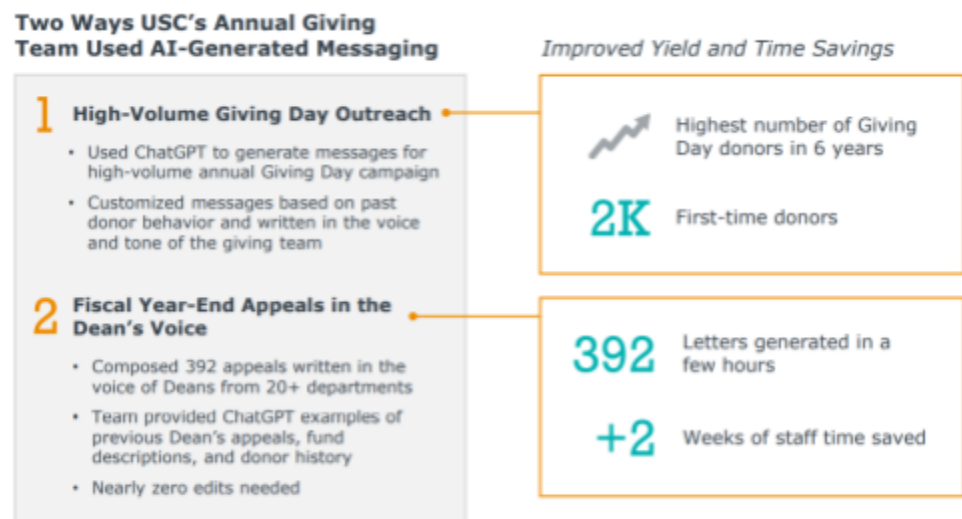 Two Ways USC's Annual Giving
Team Used AI-Generated Messaging
Improved Yield and Time Savings
1
High-Volume Giving Day Outreach
• Used ChatGPT to generate messages for
high-volume annual Giving Day campaign
• Customized messages based on past
donor behavior and written in the voice
and tone of the giving team
Highest number of Giving
Day donors in 6 years
2K
First-time donors
2
Fiscal Year-End Appeals in the
Dean's Voice
• Composed 392 appeals written in the
voice of Deans from 20+ departments
• Team provided ChatGPT examples of
previous Dean's appeals, fund
descriptions, and donor history
• Nearly zero edits needed
392
Letters generated in a
few hours
+2
Weeks of staff time saved